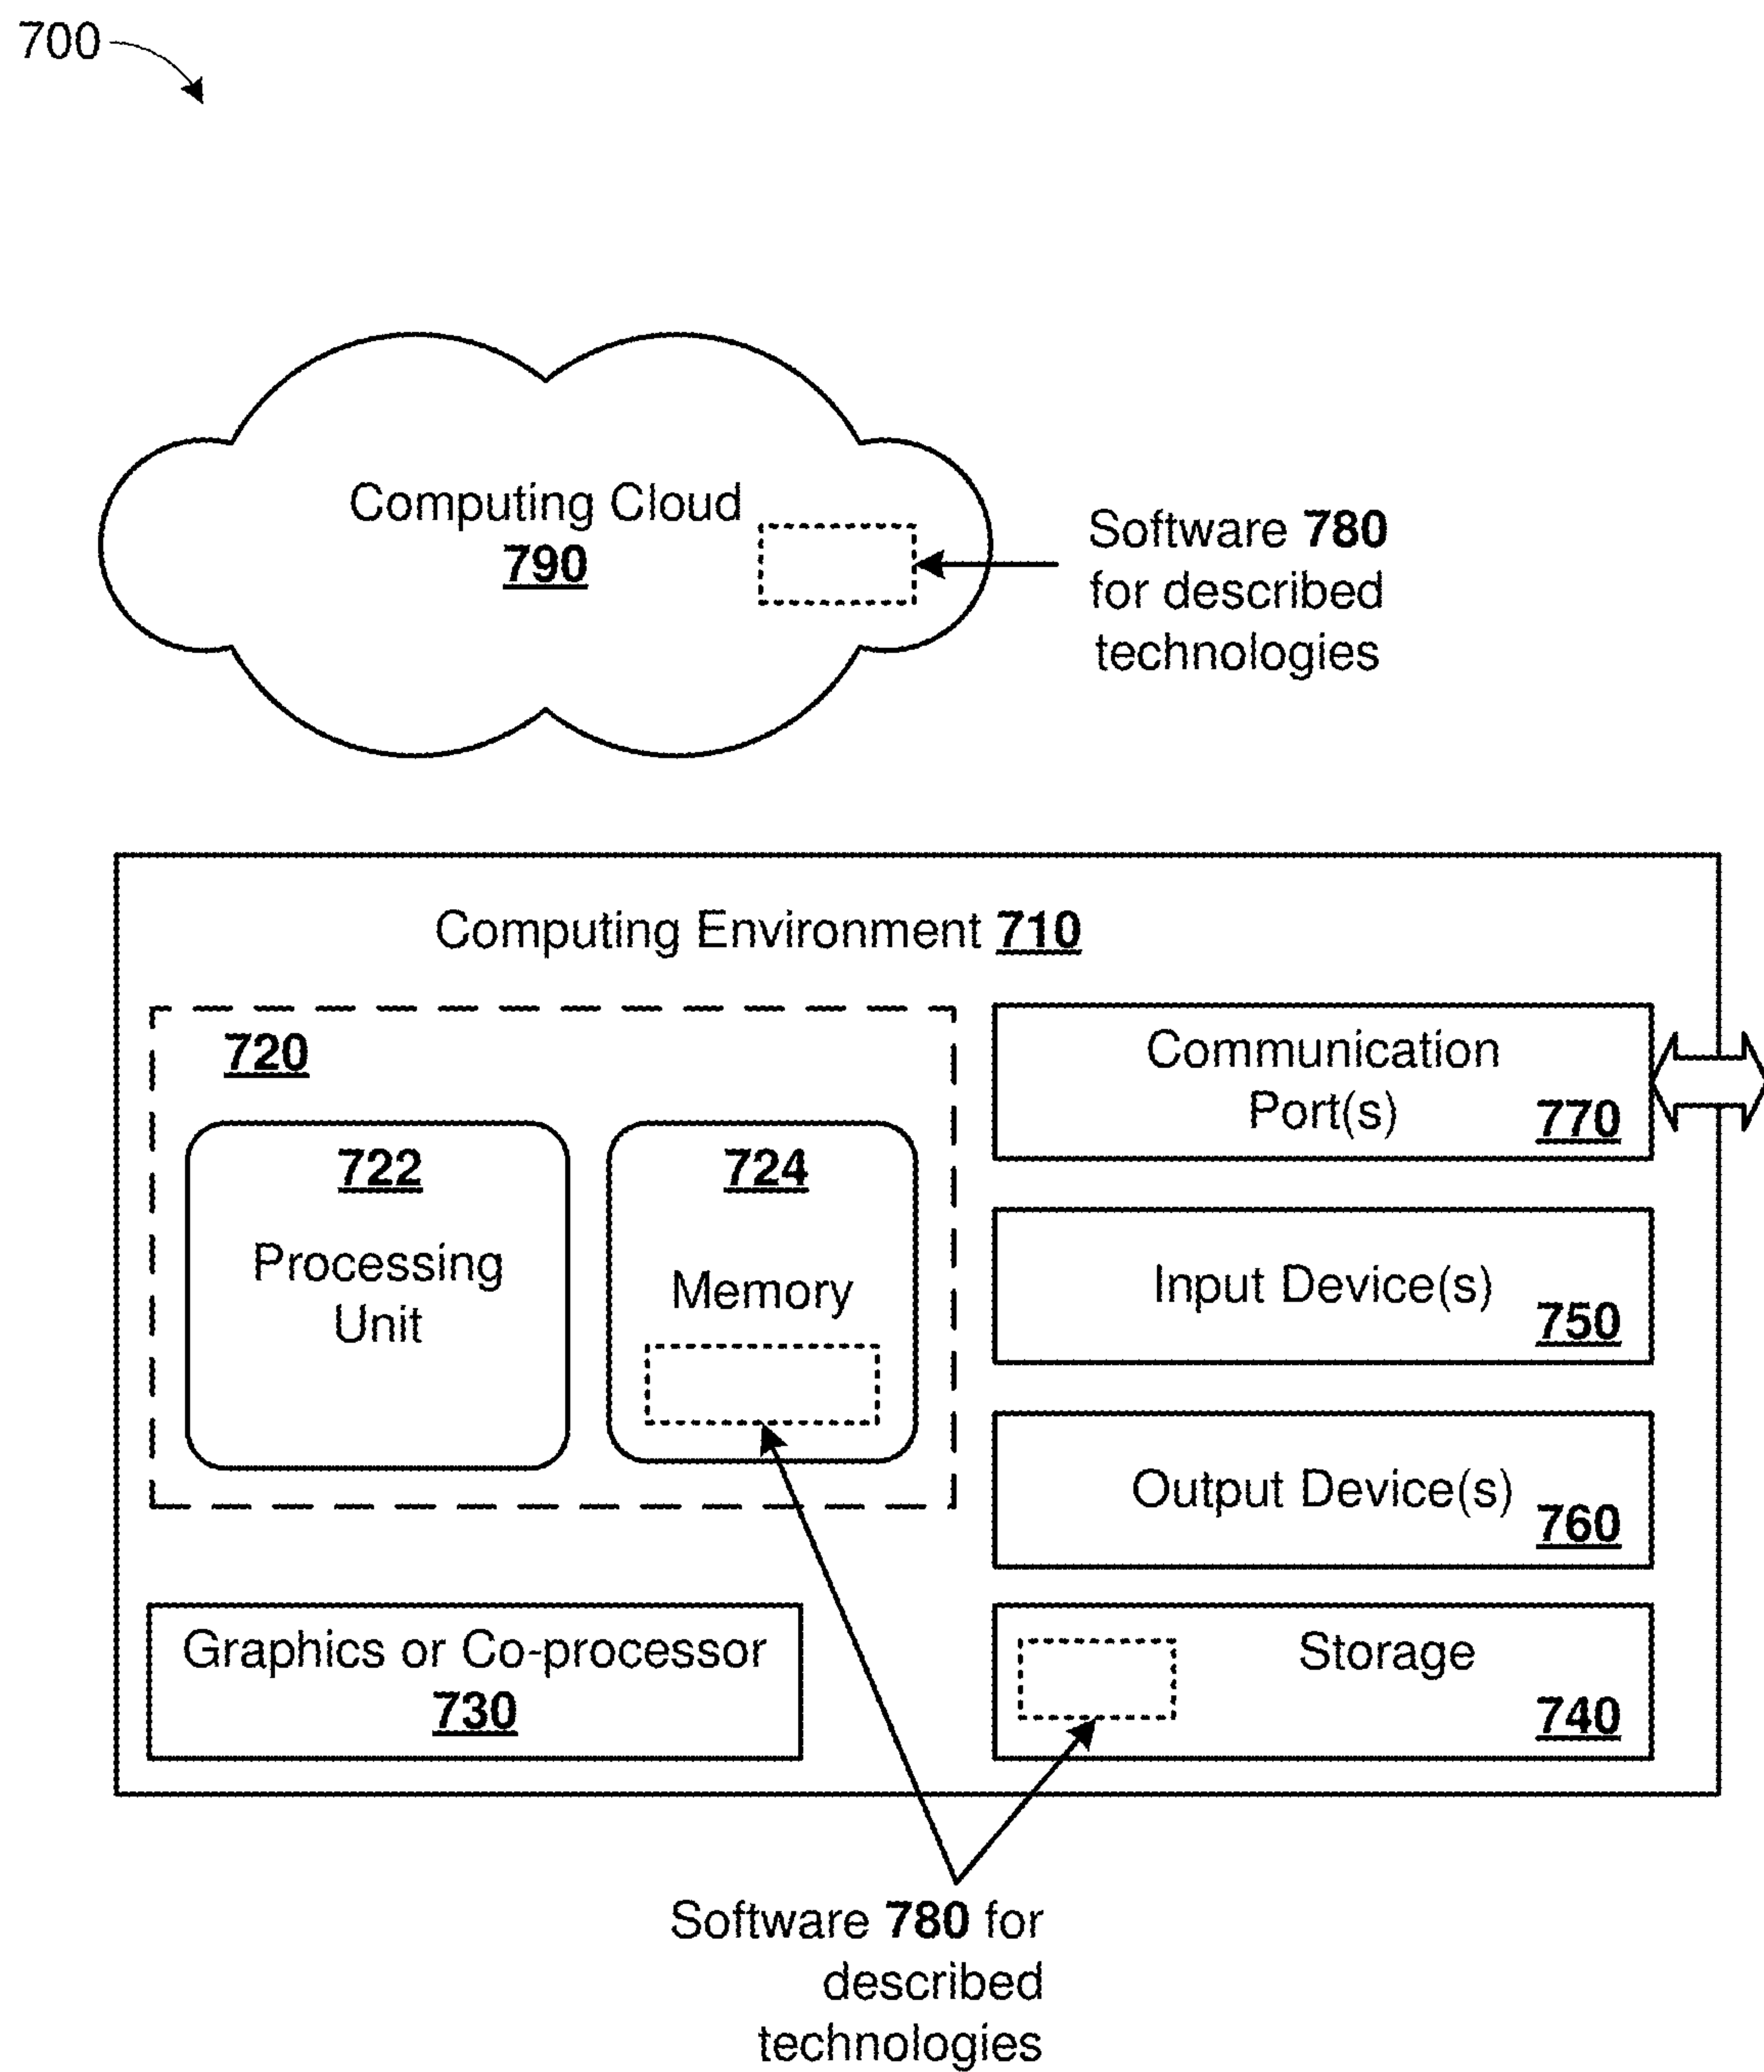 700
Computing Cloud
790
Software 780
for described
technologies
Computing Environment 710
720
722
Processing
Unit
724
Memory
Communication
Port(s)
770
Input Device(s)
750
Output Device(s)
760
Graphics or Co-processor
730
Storage
740
Software 780 for
described
technologies